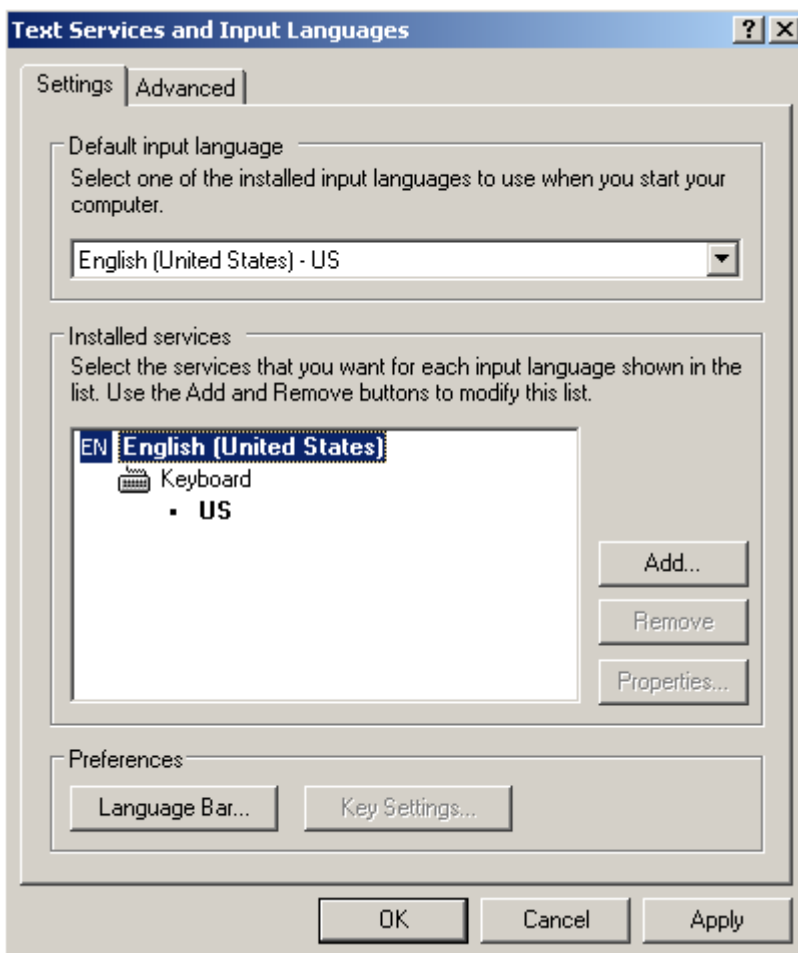 Text Services and Input Languages
Settings
Advanced
Default input language
Select one of the installed input languages to use when you start your
computer.
English (United States) - US
Installed services
Select the services that you want for each input language shown in the
list. Use the Add and Remove buttons to modify this list.
EN English (United States)
Keyboard
US
Add...
Remove
Properties...
Preferences
Language Bar...
Key Settings...
OK
Cancel
Apply